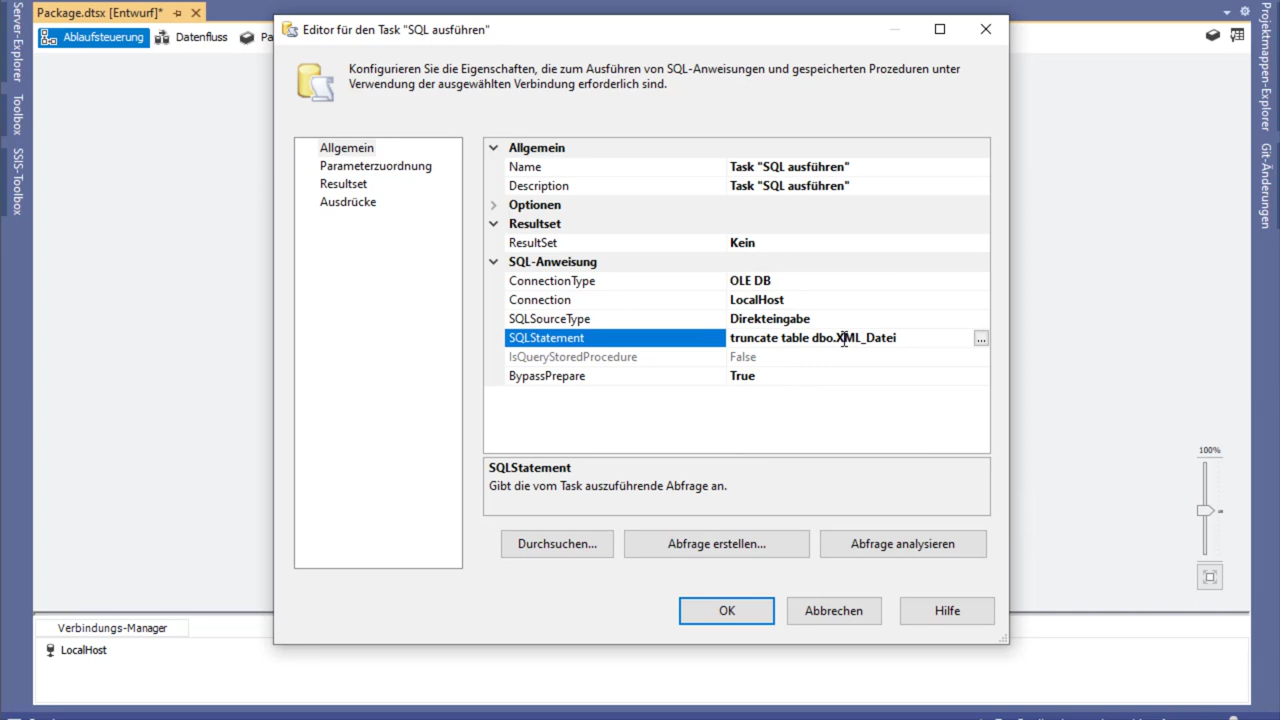 Package.dtsx [Entwurf]*
Ablaufsteuerung
Datenfluss
Pa
Server-Explorer
Toolbox
SSIS-Toolbox
Editor für den Task "SQL ausführen"
Konfigurieren Sie die Eigenschaften, die zum Ausführen von SQL-Anweisungen und gespeicherten Prozeduren unter
Verwendung der ausgewählten Verbindung erforderlich sind.
Allgemein
Parameterzuordnung
Resultset
Ausdrücke
Allgemein
Name Task "SQL ausführen"
Description Task "SQL ausführen"
Optionen
Resultset
ResultSet Kein
SQL-Anweisung
ConnectionType OLE DB
Connection LocalHost
SQLSourceType Direkteingabe
SQLStatement truncate table dbo.XML_Datei ...
IsQueryStoredProcedure False
BypassPrepare True
SQLStatement
Gibt die vom Task auszuführende Abfrage an.
Durchsuchen... Abfrage erstellen... Abfrage analysieren
OK Abbrechen Hilfe
Projektmappen-Explorer
Git-Änderungen
100%
Verbindungs-Manager
LocalHost